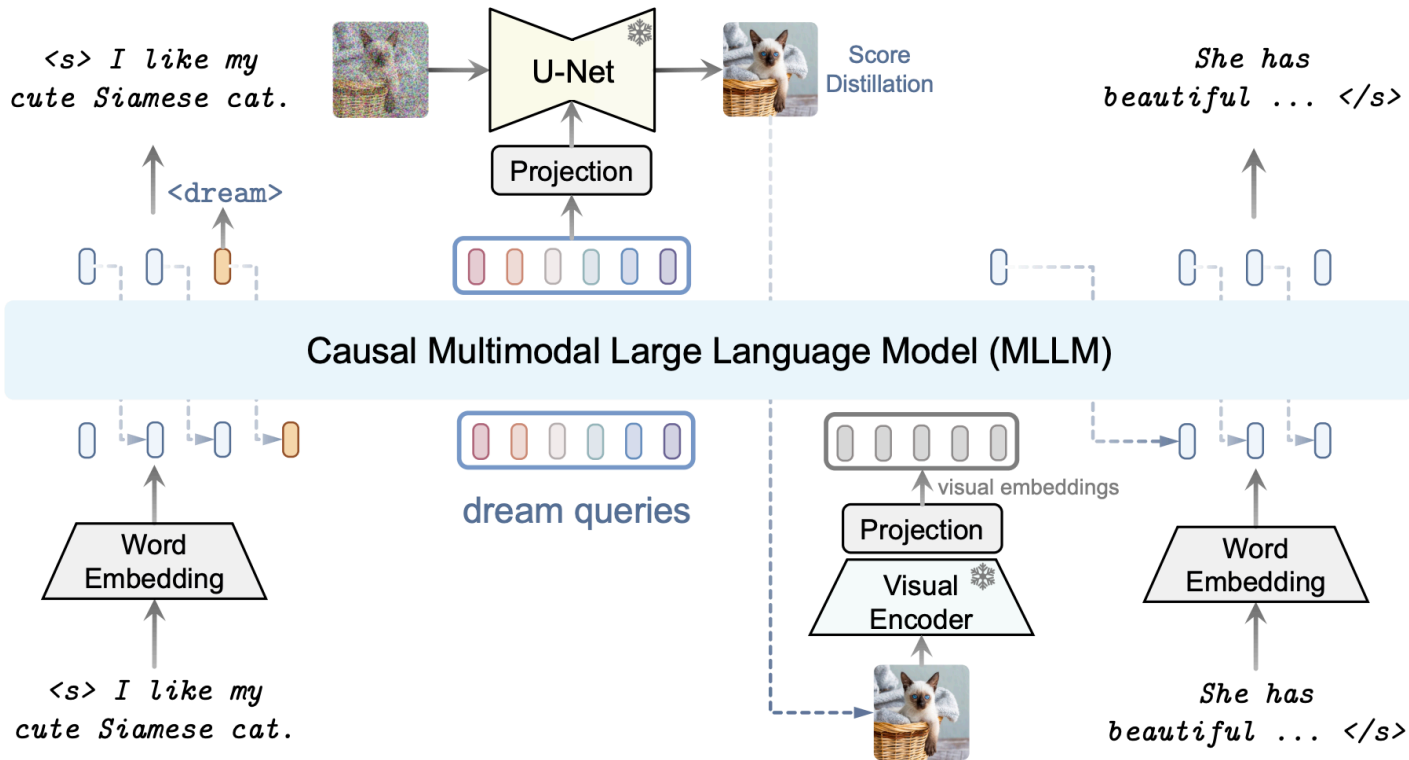 <s> I like my
cute Siamese cat.
<dream>
U-Net
Score
Distillation
Projection
She has
beautiful ... </s>
Causal Multimodal Large Language Model (MLLM)
Word
Embedding
<s> I like my
cute Siamese cat.
dream queries
visual embeddings
Projection
Visual
Encoder
Word
Embedding
She has
beautiful ... </s>